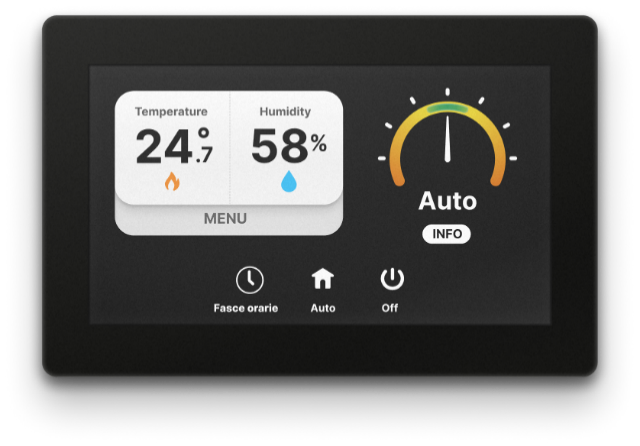 Temperature
24.7°
Humidity
58%
MENU
Auto
INFO
Fasce orarie
Auto
Off